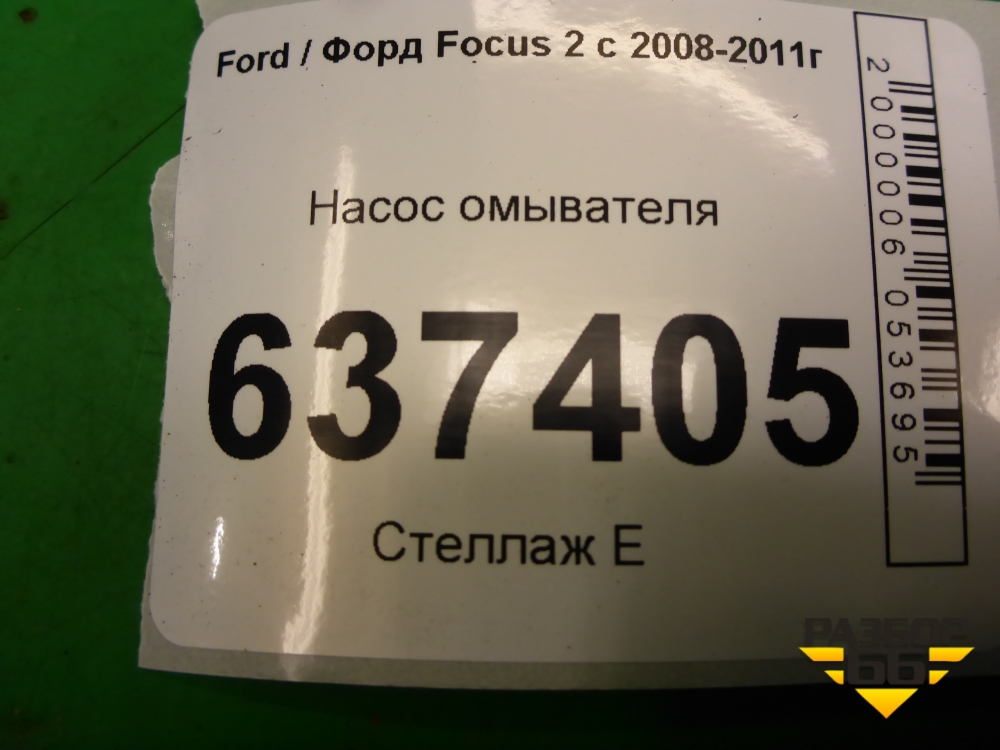 Ford / Форд Focus 2 с 2008-2011г
Насос омывателя
637405
Стеллаж Е
2000006053695
РАЗБОР
66